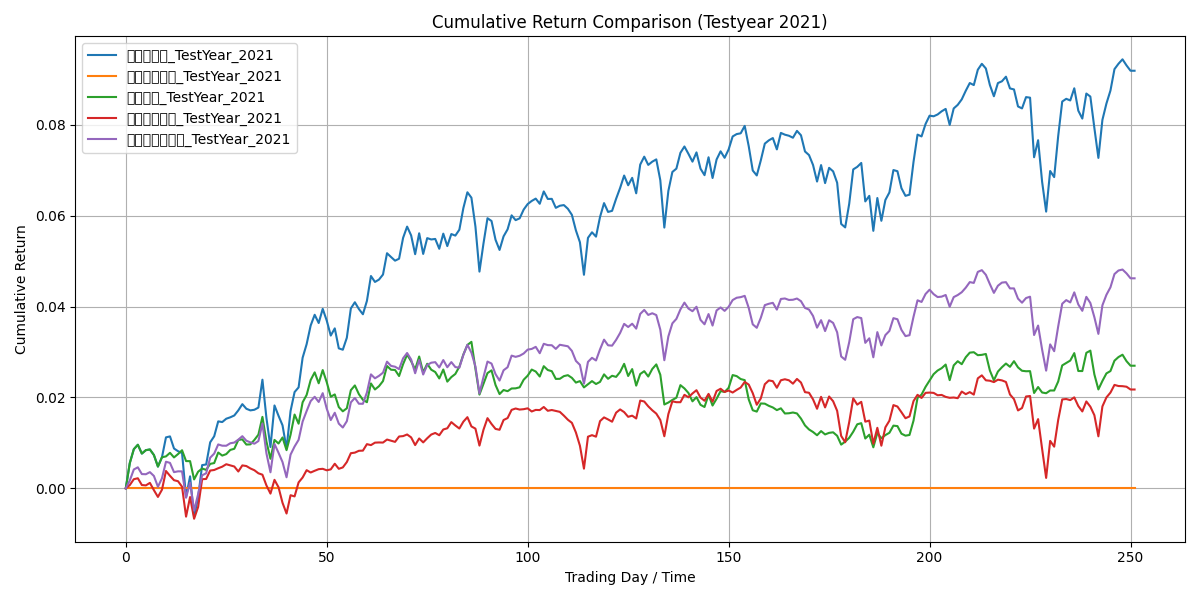 Cumulative Return Comparison (Testyear 2021)
_TestYear_2021
_TestYear_2021
_TestYear_2021
_TestYear_2021
_TestYear_2021
0.08
0.06
0.04
0.02
0.00
Cumulative Return
0 50 100 150 200 250
Trading Day / Time